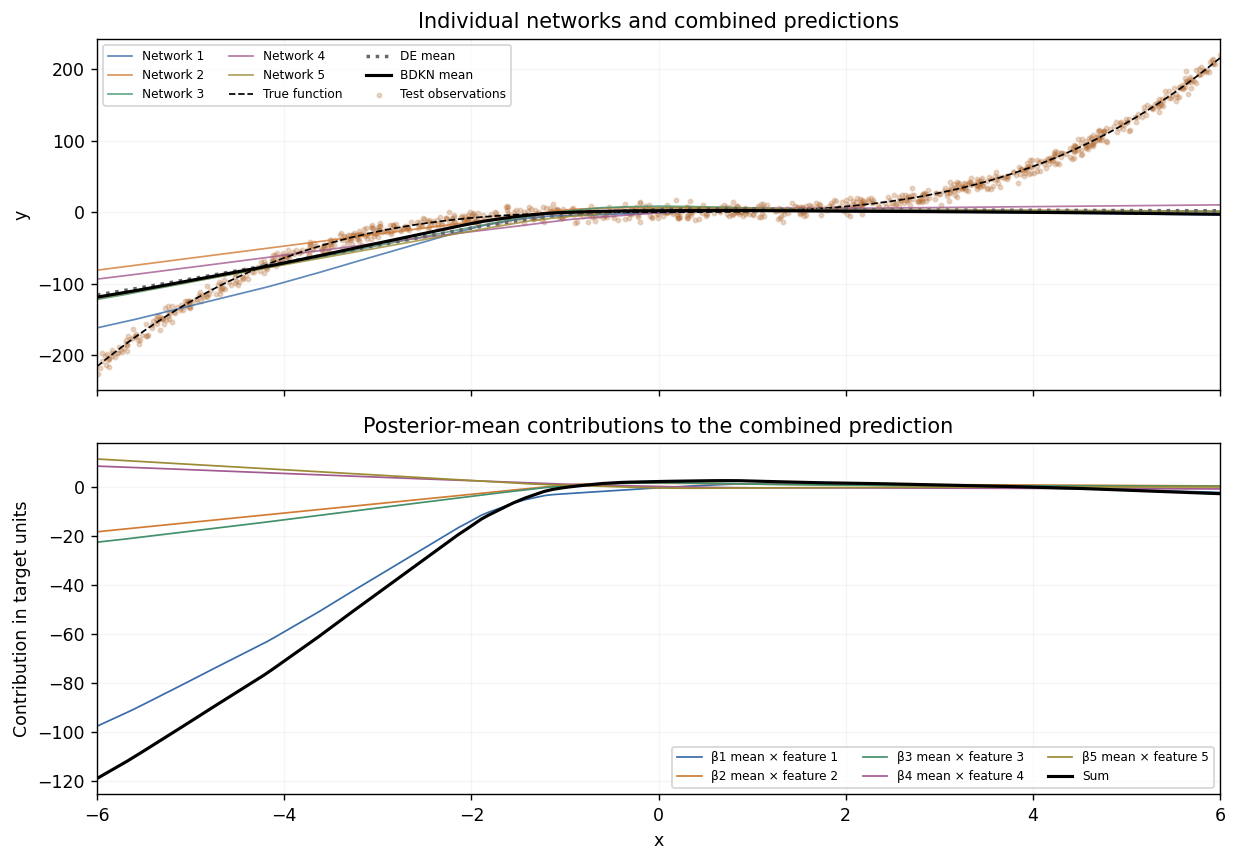 Individual networks and combined predictions
Network 1
Network 2
Network 3
Network 4
Network 5
True function
DE mean
BDKN mean
Test observations
y
200
100
0
−100
−200
Posterior-mean contributions to the combined prediction
Contribution in target units
0
−20
−40
−60
−80
−100
−120
β1 mean × feature 1
β2 mean × feature 2
β3 mean × feature 3
β4 mean × feature 4
β5 mean × feature 5
Sum
−6
−4
−2
0
2
4
6
x